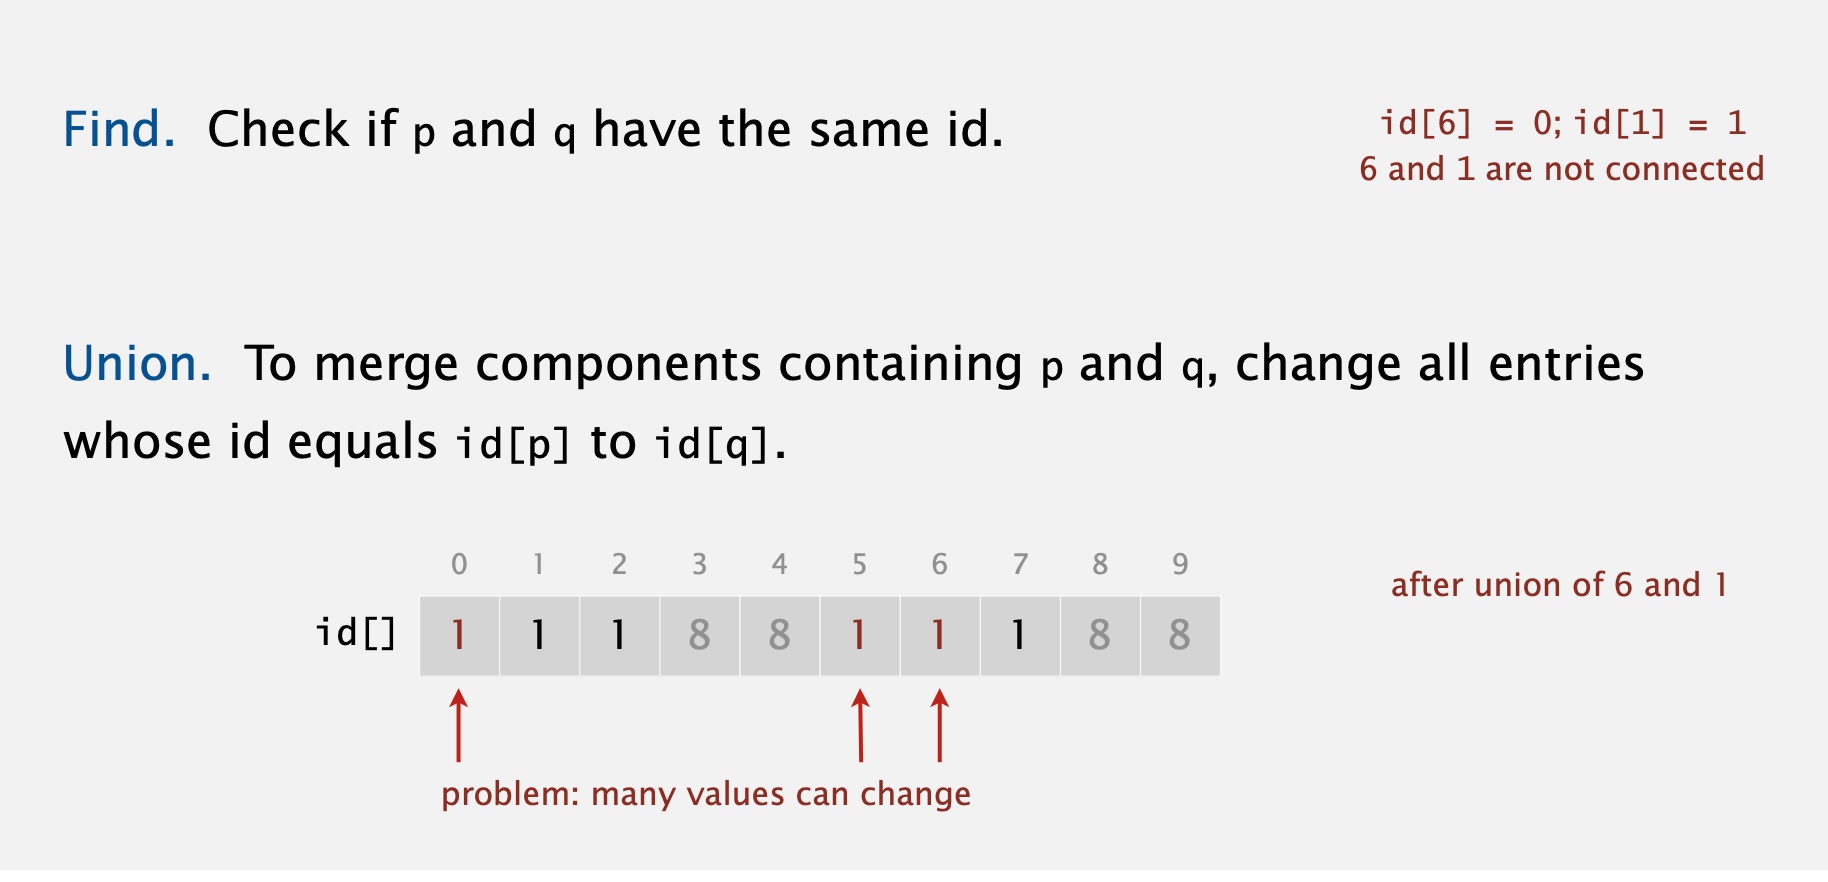 Find. Check if p and q have the same id.
id[6] = 0; id[1] = 1
6 and 1 are not connected
Union. To merge components containing p and q, change all entries
whose id equals id[p] to id[q].
0 1 2 3 4 5 6 7 8 9
id[] 1 1 1 8 8 1 1 1 8 8
after union of 6 and 1
problem: many values can change